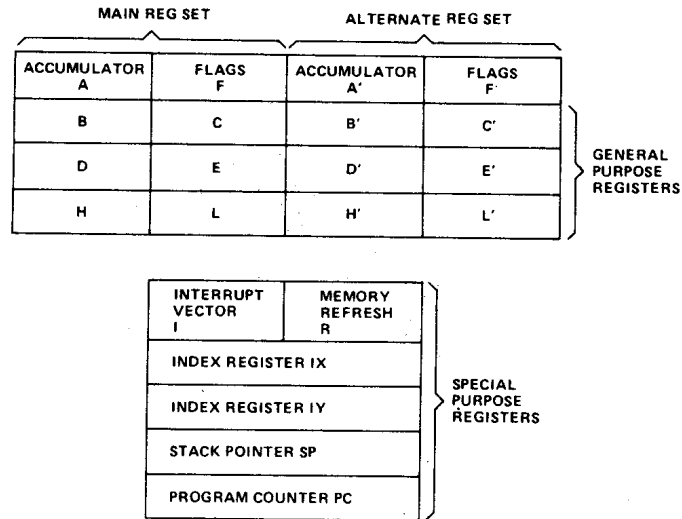 MAIN REG SET
ALTERNATE REG SET
ACCUMULATOR
A
FLAGS
F
ACCUMULATOR
A'
FLAGS
F'
B
C
B'
C'
D
E
D'
E'
H
L
H'
L'
GENERAL
PURPOSE
REGISTERS
INTERRUPT
VECTOR
I
MEMORY
REFRESH
R
INDEX REGISTER IX
INDEX REGISTER IY
STACK POINTER SP
PROGRAM COUNTER PC
SPECIAL
PURPOSE
REGISTERS